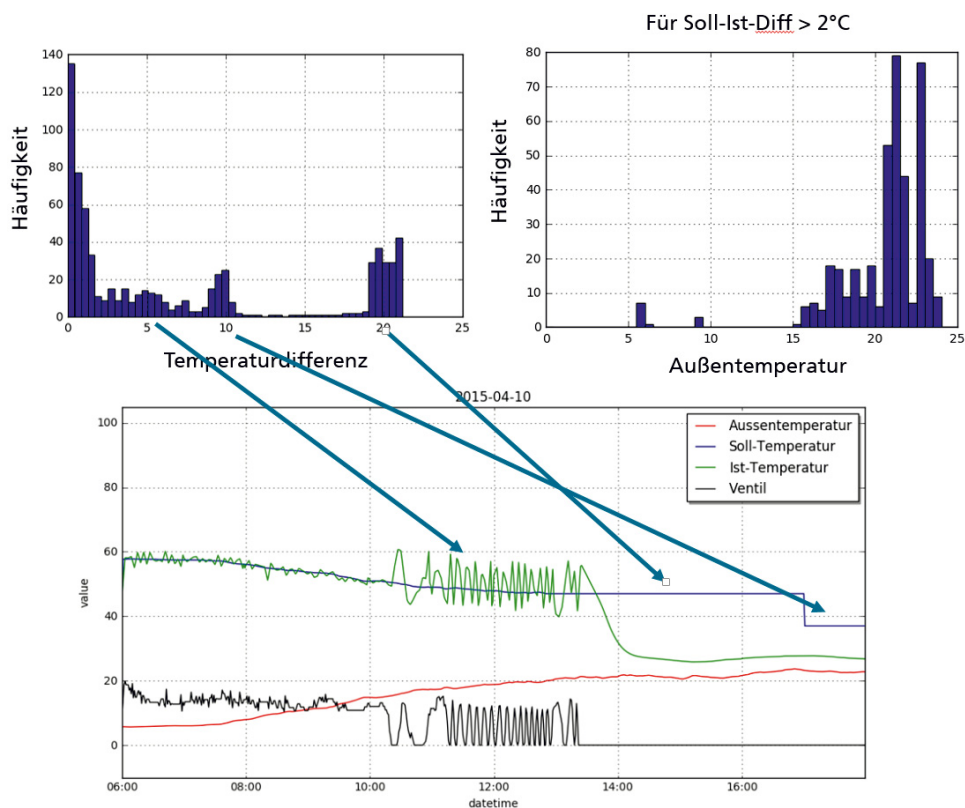 Für Soll-Ist-Diff > 2°C
140
120
100
80
60
40
20
0
Häufigkeit
0 5 10 15 20 25
Temperaturdifferenz
80
70
60
50
40
30
20
10
0
Häufigkeit
0 5 10 15 20 25
Außentemperatur
2015-04-10
100
80
60
40
20
0
value
Aussentemperatur
Soll-Temperatur
Ist-Temperatur
Ventil
06:00 08:00 10:00 12:00 14:00 16:00
datetime